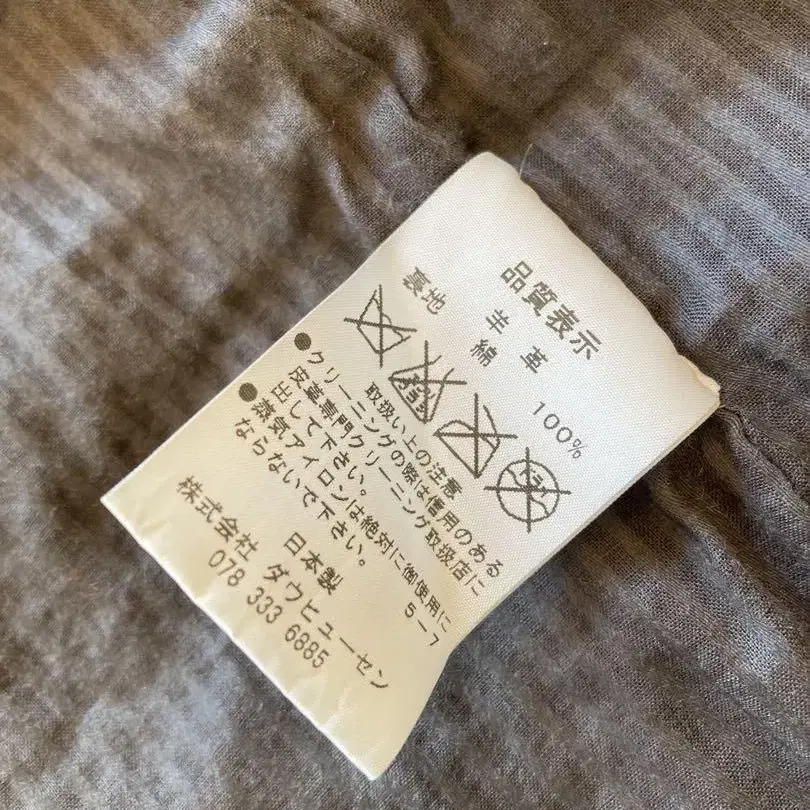 品質表示
羊革
裏地 綿 100%
取扱い上の注意
●クリーニングの際は信用のある
皮革専門クリーニング取扱店に
出して下さい。
●蒸気アイロンは絶対に御使用に
ならないで下さい。
5-7
日本製
株式会社 ダウヒューセン
078 333 6885